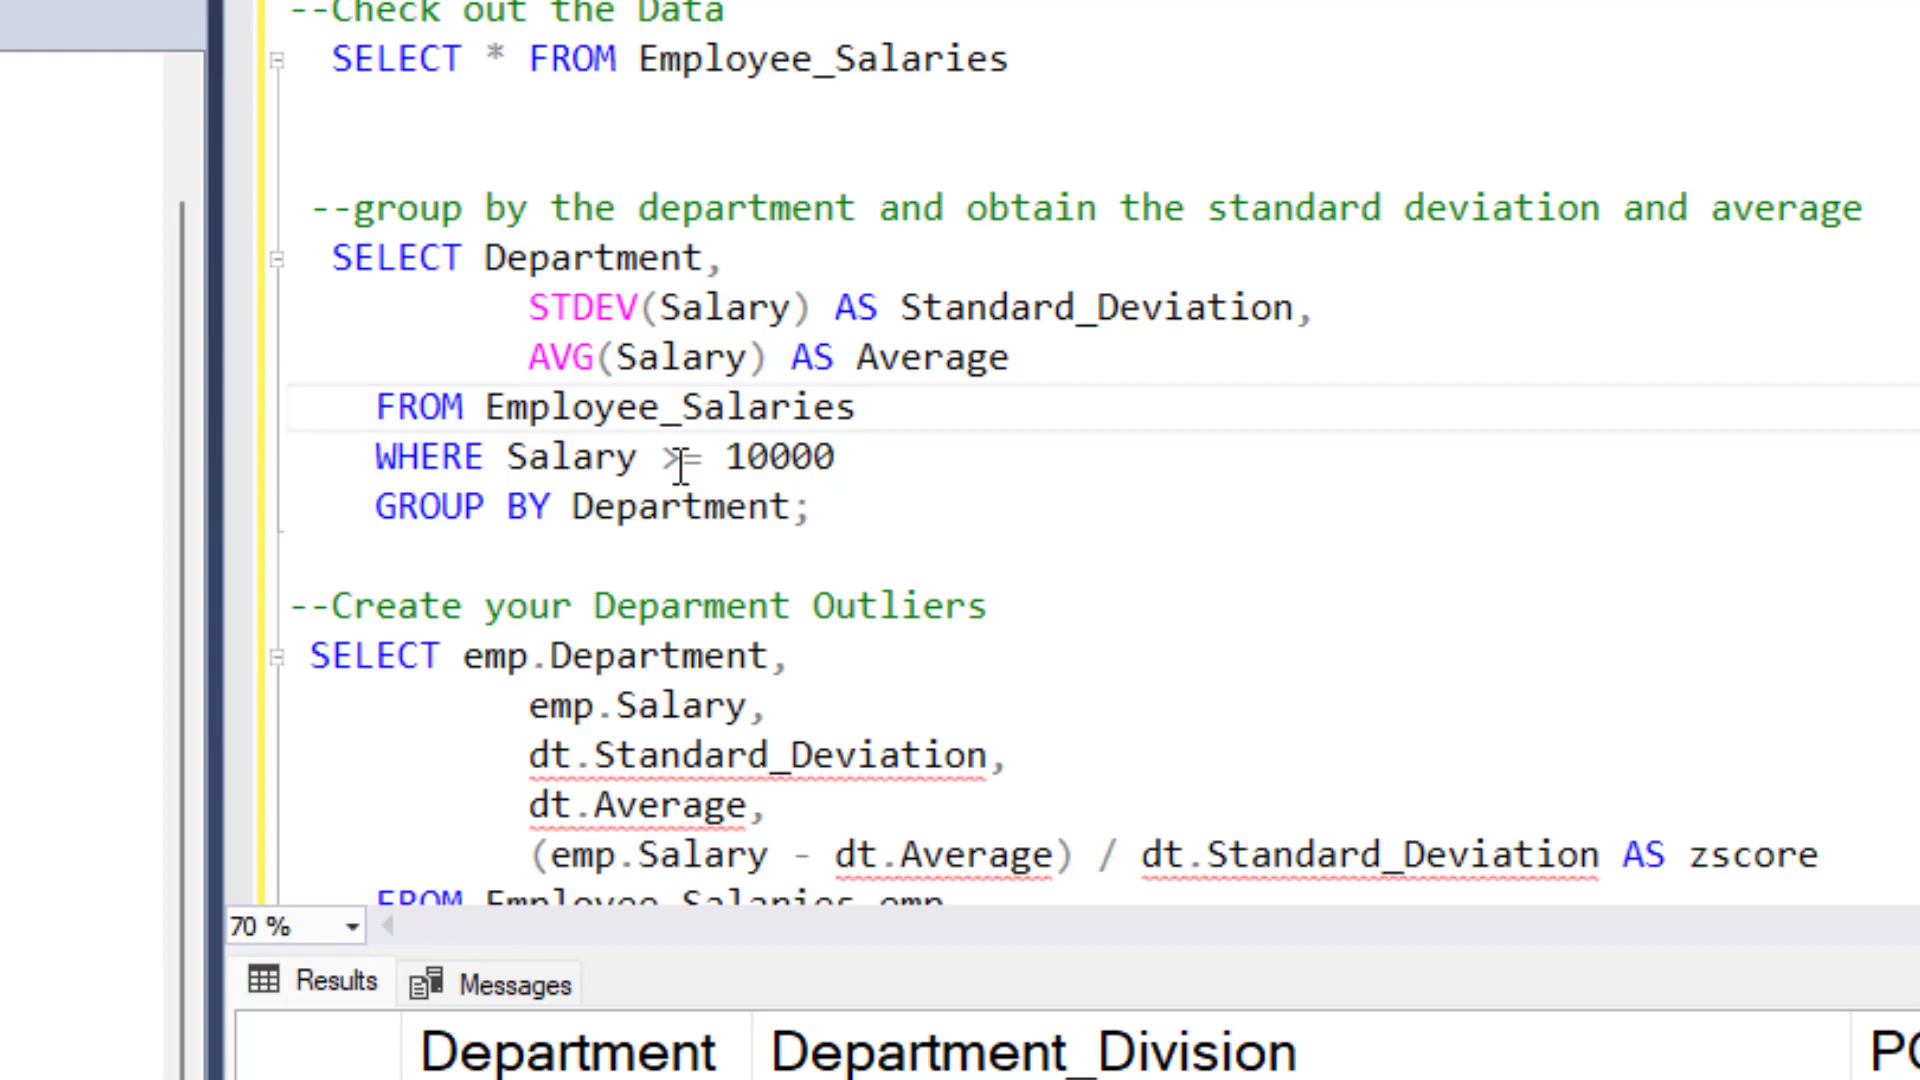 --Check out the Data
SELECT * FROM Employee_Salaries
--group by the department and obtain the standard deviation and average
SELECT Department,
STDEV(Salary) AS Standard_Deviation,
AVG(Salary) AS Average
FROM Employee_Salaries
WHERE Salary >= 10000
GROUP BY Department;
--Create your Deparment Outliers
SELECT emp.Department,
emp.Salary,
dt.Standard_Deviation,
dt.Average,
(emp.Salary - dt.Average) / dt.Standard_Deviation AS zscore
FROM Employee_Salaries emp
70 %
Results Messages
Department Department_Division